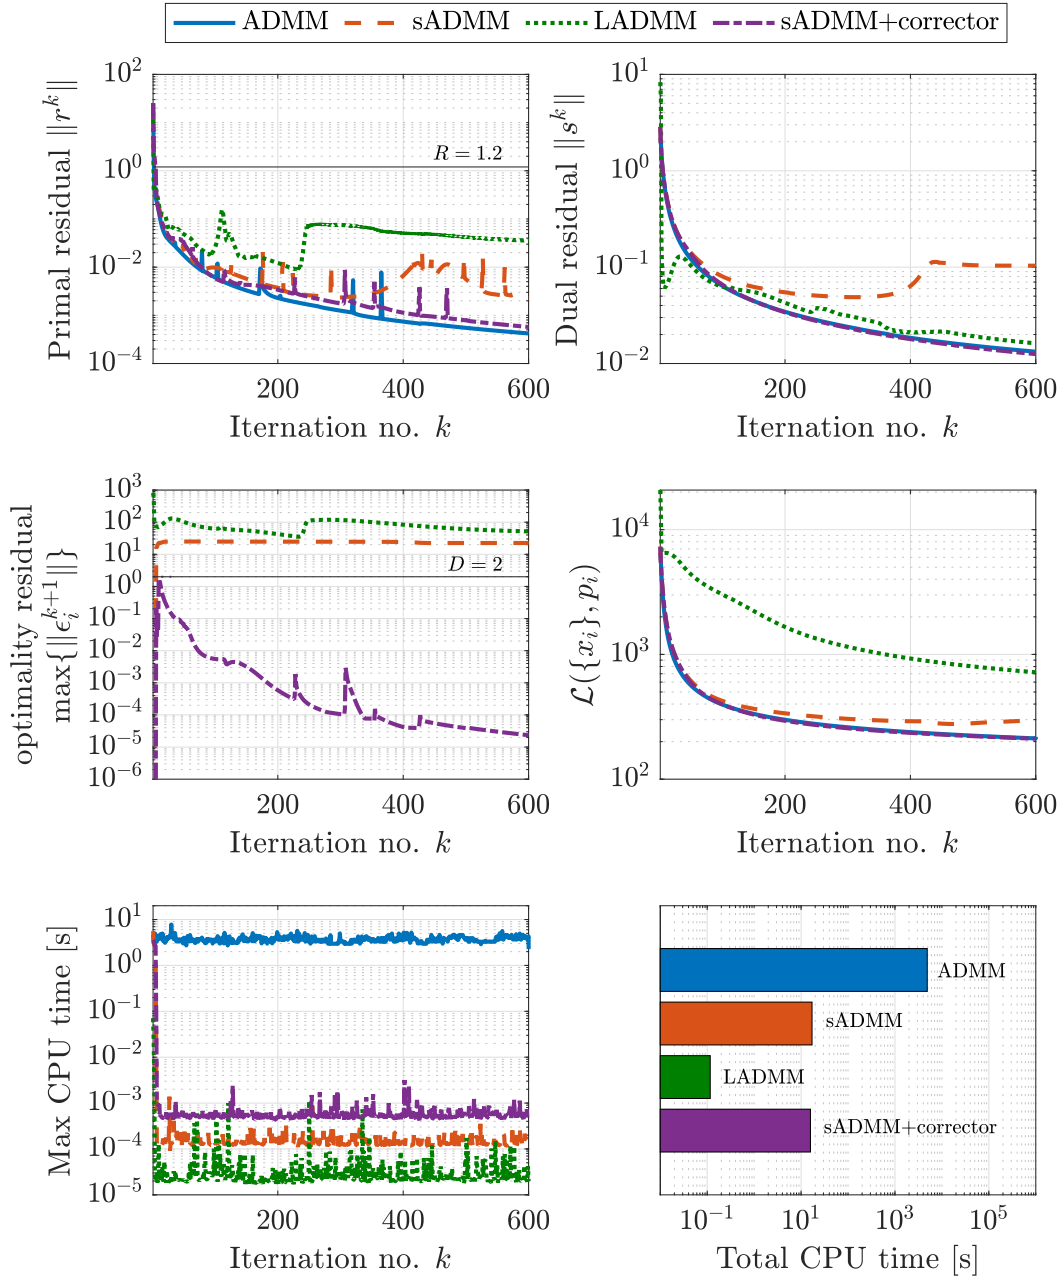 ADMM sADMM LADMM sADMM+corrector
Primal residual ‖r^k‖
10^2
10^0
10^{-2}
10^{-4}
R = 1.2
200 400 600
Iternation no. k
Dual residual ‖s^k‖
10^1
10^0
10^{-1}
10^{-2}
200 400 600
Iternation no. k
optimality residual
max{‖ϵ_i^{k+1}‖}
10^3
10^2
10^1
10^0
10^{-1}
10^{-2}
10^{-3}
10^{-4}
10^{-5}
10^{-6}
D = 2
200 400 600
Iternation no. k
ℒ({x_i}, p_i)
10^4
10^3
10^2
200 400 600
Iternation no. k
Max CPU time [s]
10^1
10^0
10^{-1}
10^{-2}
10^{-3}
10^{-4}
10^{-5}
200 400 600
Iternation no. k
ADMM
sADMM
LADMM
sADMM+corrector
10^{-1} 10^1 10^3 10^5
Total CPU time [s]